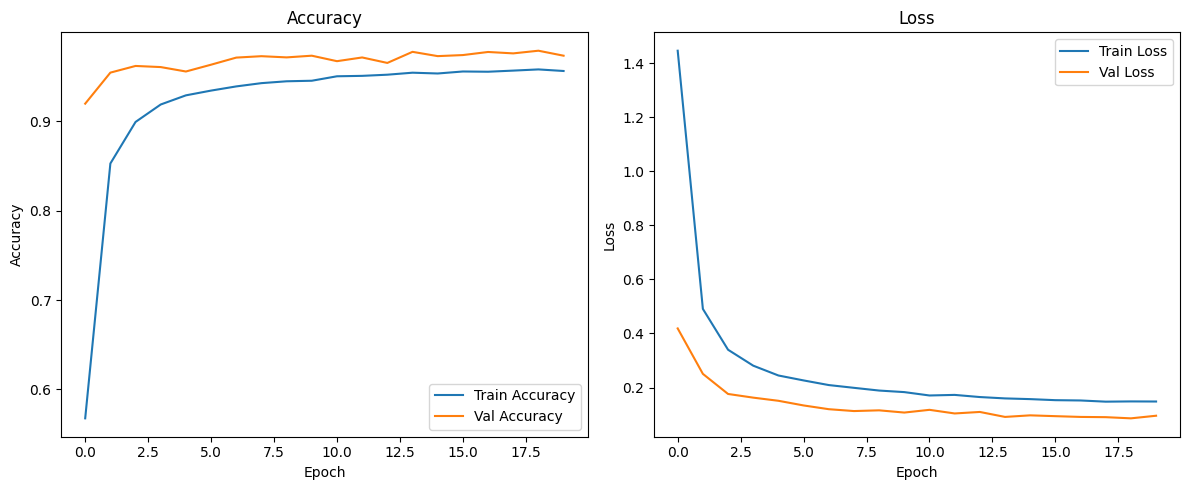 Accuracy
Accuracy
0.9
0.8
0.7
0.6
0.0 2.5 5.0 7.5 10.0 12.5 15.0 17.5
Epoch
Train Accuracy
Val Accuracy
Loss
Loss
1.4
1.2
1.0
0.8
0.6
0.4
0.2
0.0 2.5 5.0 7.5 10.0 12.5 15.0 17.5
Epoch
Train Loss
Val Loss